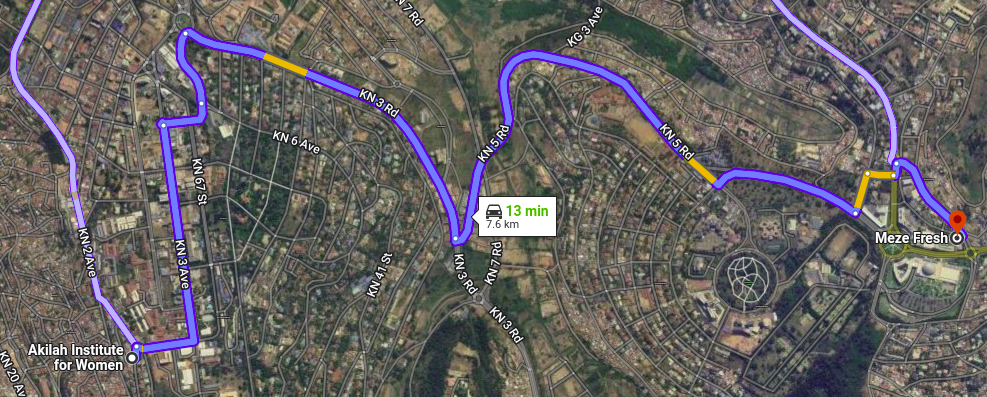 KN 7 Rd
KG 3 Ave
KN 3 Rd
KN 6 Ave
KN 5 Rd
KN 5 Rd
KN 67 St
13 min
7.6 km
Meze Fresh
KN 2 Ave
KN 3 Ave
KN 41 St
KN 3 Rd
KN 7 Rd
KN 3 Rd
Akilah Institute
for Women
KN 20 Av